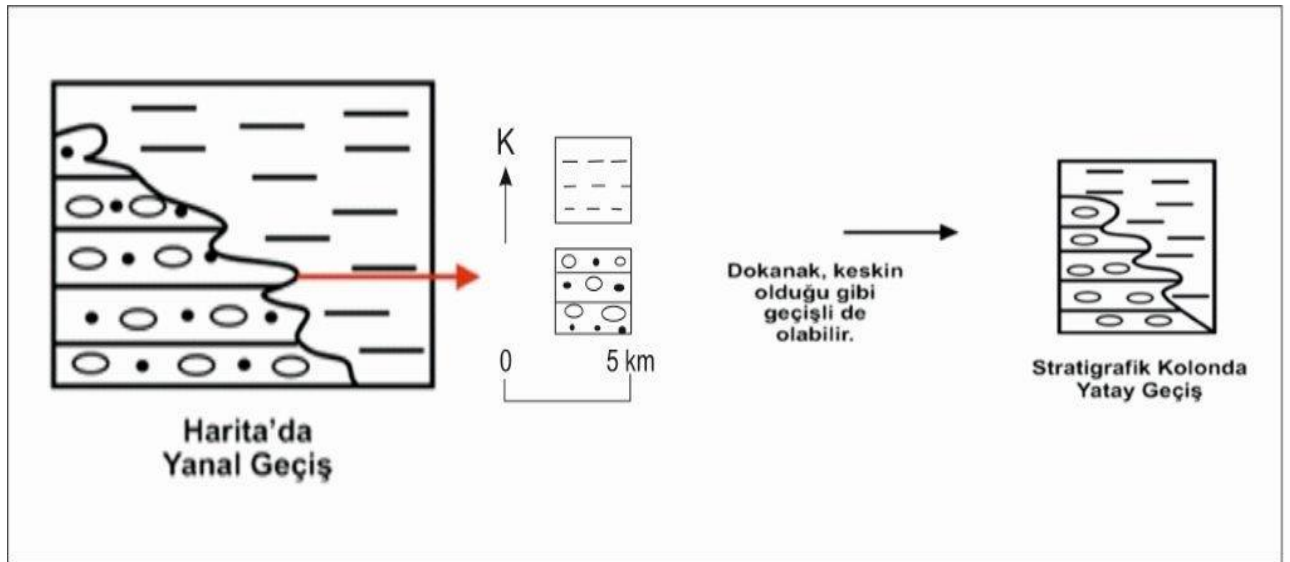 Harita'da
Yanal Geçiş
K
0 5 km
Dokanak, keskin
olduğu gibi
geçişli de
olabilir.
Stratigrafik Kolonda
Yatay Geçiş